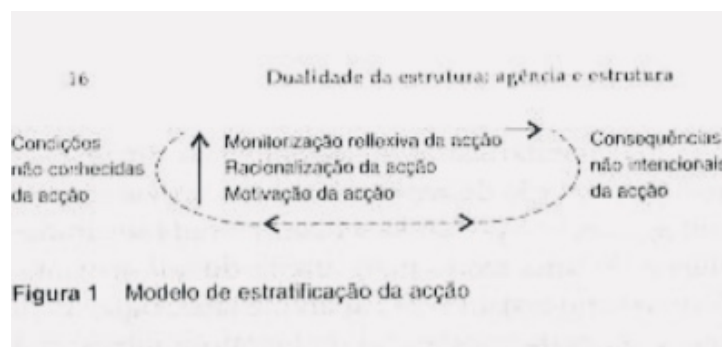 16 Dualidade da estrutura: agência e estrutura
Condições Monitorização reflexiva da acção Consequências
não conhecidas Racionalização da acção não intencionais
da acção Motivação da acção da acção
Figura 1 Modelo de estratificação da acção